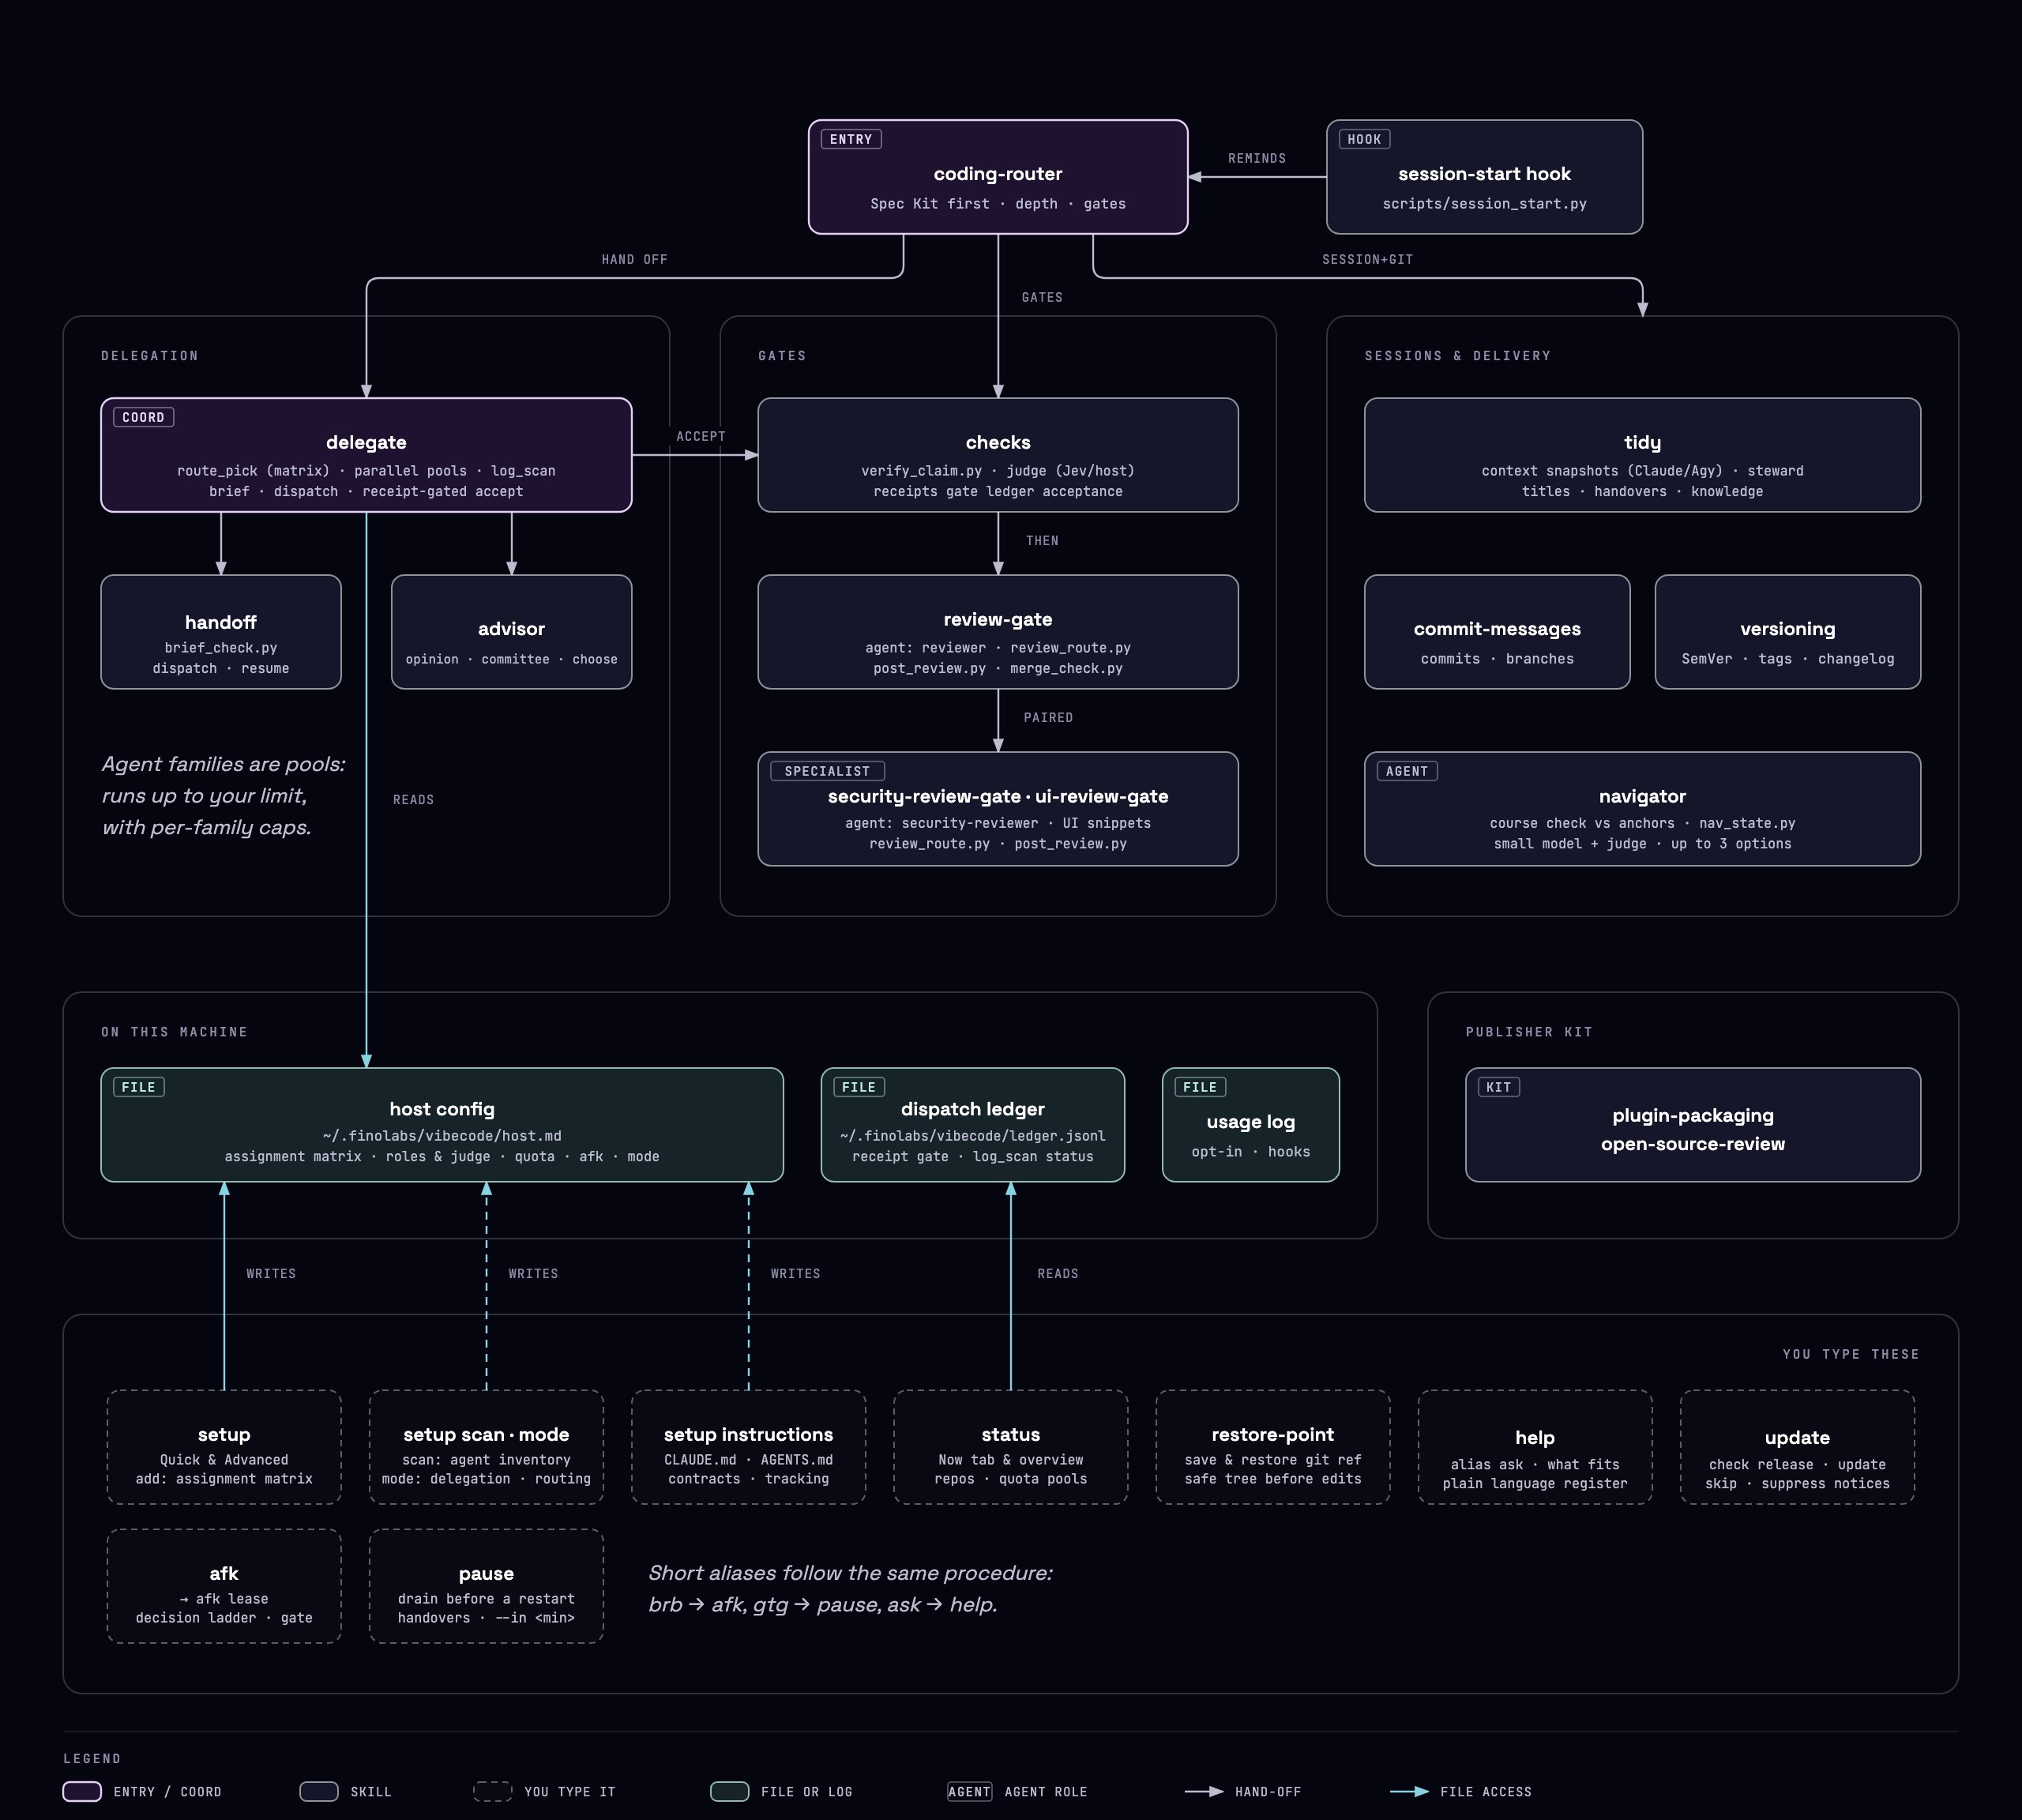 ENTRY
coding-router
Spec Kit first · depth · gates
REMINDS
HOOK
session-start hook
scripts/session_start.py
HAND OFF
GATES
SESSION+GIT
DELEGATION
COORD
delegate
route_pick (matrix) · parallel pools · log_scan
brief · dispatch · receipt-gated accept
ACCEPT
handoff
brief_check.py
dispatch · resume
advisor
opinion · committee · choose
Agent families are pools:
runs up to your limit,
with per-family caps.
READS
GATES
checks
verify_claim.py · judge (Jev/host)
receipts gate ledger acceptance
THEN
review-gate
agent: reviewer · review_route.py
post_review.py · merge_check.py
PAIRED
SPECIALIST
security-review-gate · ui-review-gate
agent: security-reviewer · UI snippets
review_route.py · post_review.py
SESSIONS & DELIVERY
tidy
context snapshots (Claude/Agy) · steward
titles · handovers · knowledge
commit-messages
commits · branches
versioning
SemVer · tags · changelog
AGENT
navigator
course check vs anchors · nav_state.py
small model + judge · up to 3 options
ON THIS MACHINE
FILE
host config
~/.finolabs/vibecode/host.md
assignment matrix · roles & judge · quota · afk · mode
FILE
dispatch ledger
~/.finolabs/vibecode/ledger.jsonl
receipt gate · log_scan status
FILE
usage log
opt-in · hooks
PUBLISHER KIT
KIT
plugin-packaging
open-source-review
WRITES
WRITES
WRITES
READS
YOU TYPE THESE
setup
Quick & Advanced
add: assignment matrix
setup scan · mode
scan: agent inventory
mode: delegation · routing
setup instructions
CLAUDE.md · AGENTS.md
contracts · tracking
status
Now tab & overview
repos · quota pools
restore-point
save & restore git ref
safe tree before edits
help
alias ask · what fits
plain language register
update
check release · update
skip · suppress notices
afk
→ afk lease
decision ladder · gate
pause
drain before a restart
handovers · --in <min>
Short aliases follow the same procedure:
brb → afk, gtg → pause, ask → help.
LEGEND
ENTRY / COORD
SKILL
YOU TYPE IT
FILE OR LOG
AGENT
AGENT ROLE
HAND-OFF
FILE ACCESS